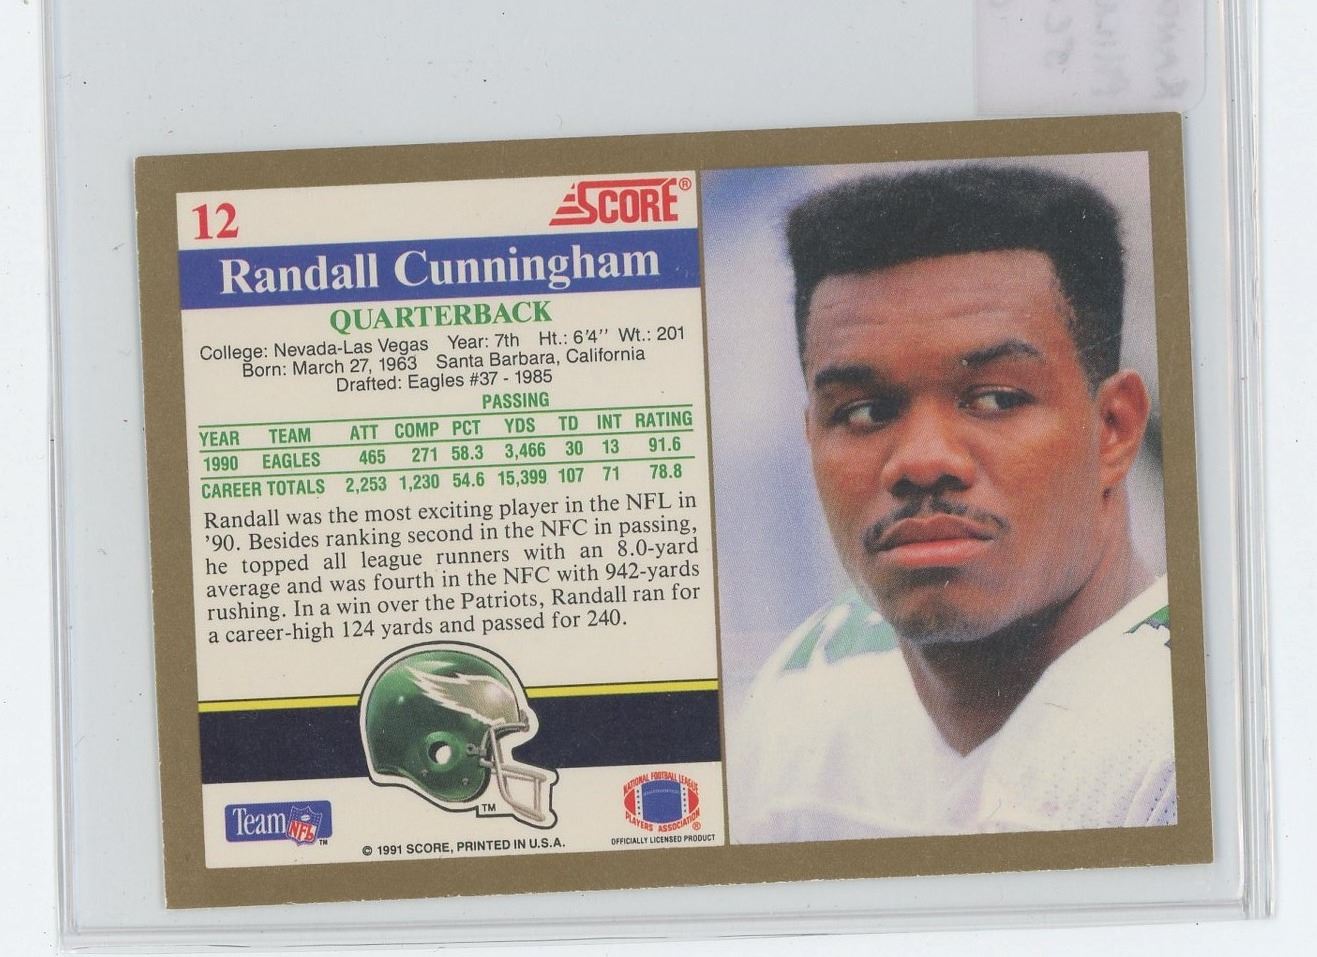 12
SCORE®
Randall Cunningham
QUARTERBACK
College: Nevada-Las Vegas Year: 7th Ht.: 6'4'' Wt.: 201
Born: March 27, 1963 Santa Barbara, California
Drafted: Eagles #37 - 1985
PASSING
YEAR TEAM ATT COMP PCT YDS TD INT RATING
1990 EAGLES 465 271 58.3 3,466 30 13 91.6
CAREER TOTALS 2,253 1,230 54.6 15,399 107 71 78.8
Randall was the most exciting player in the NFL in
'90. Besides ranking second in the NFC in passing,
he topped all league runners with an 8.0-yard
average and was fourth in the NFC with 942-yards
rushing. In a win over the Patriots, Randall ran for
a career-high 124 yards and passed for 240.
TM
Team NFL TM
© 1991 SCORE, PRINTED IN U.S.A.
NATIONAL FOOTBALL LEAGUE
PLAYERS ASSOCIATION®
OFFICIALLY LICENSED PRODUCT